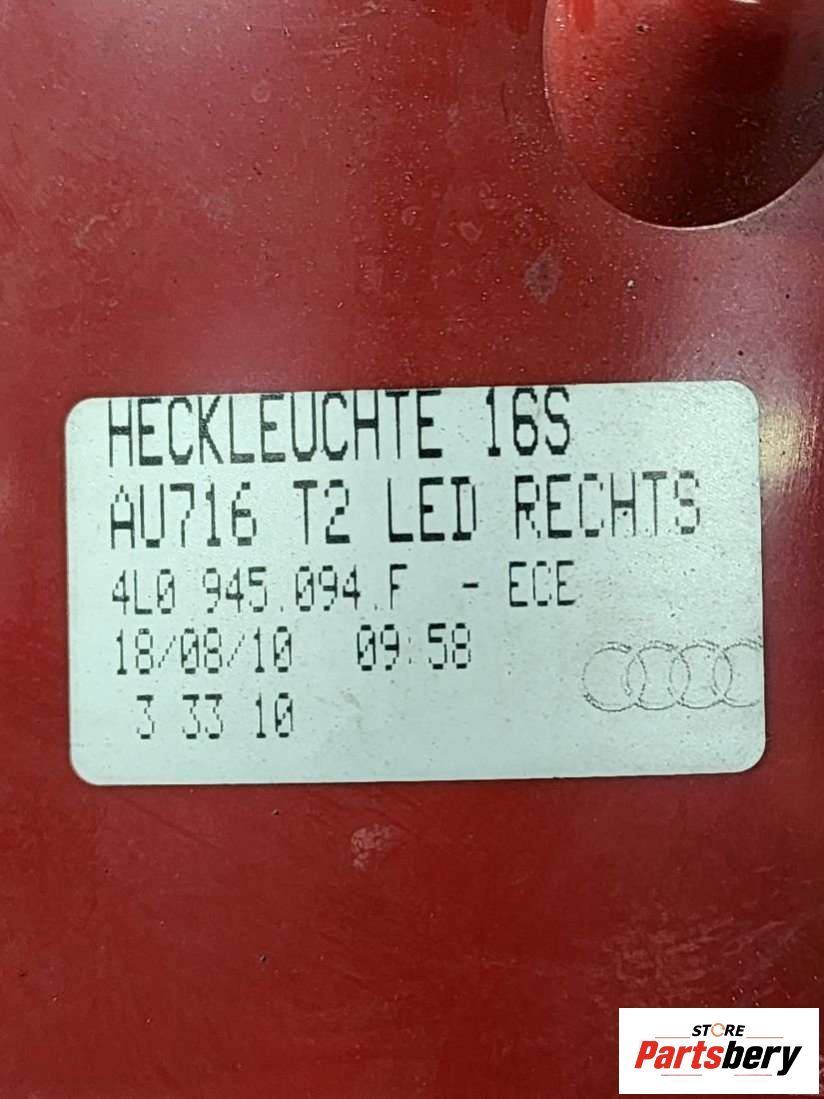 HECKLEUCHTE 16S
AU716 T2 LED RECHTS
4L0 945.094.F - ECE
18/08/10 09:58
3 33 10
STORE
Partsbery